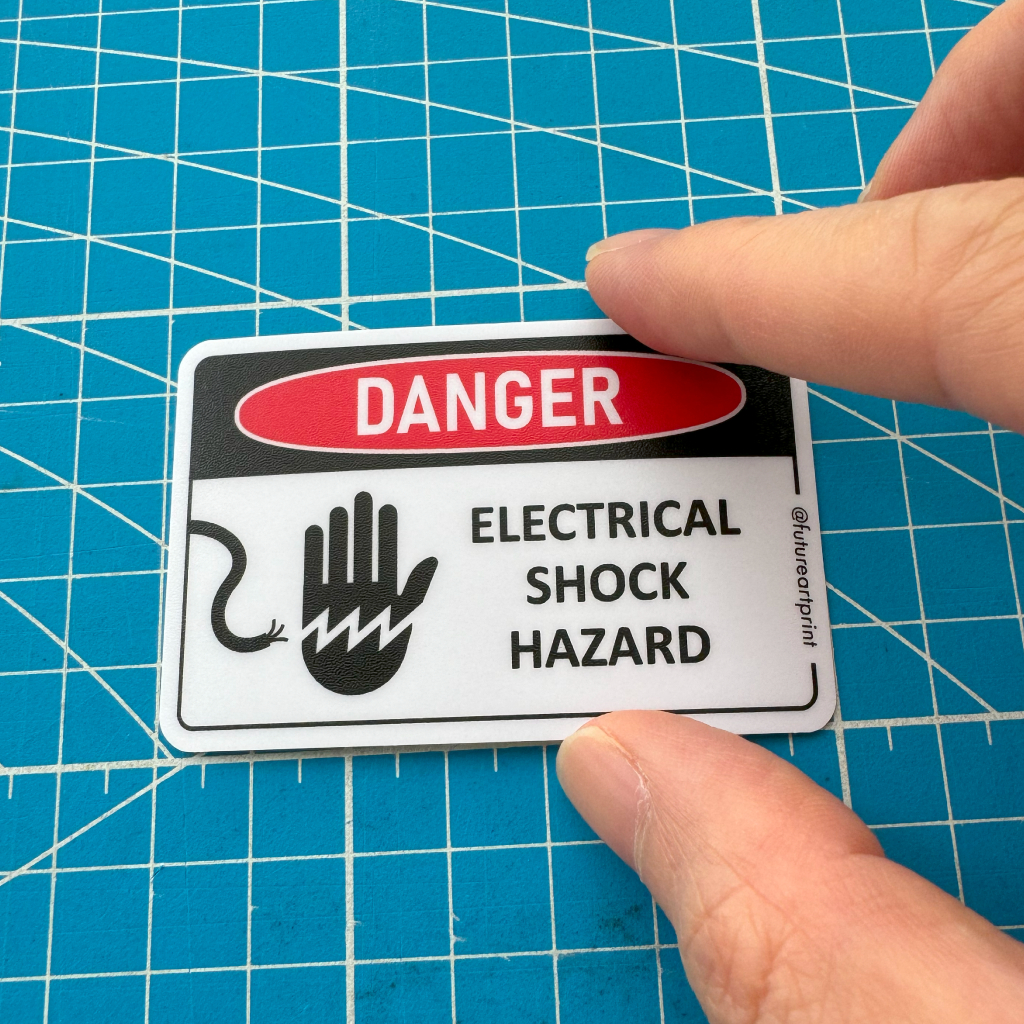 DANGER
ELECTRICAL
SHOCK
HAZARD
@futureartprint